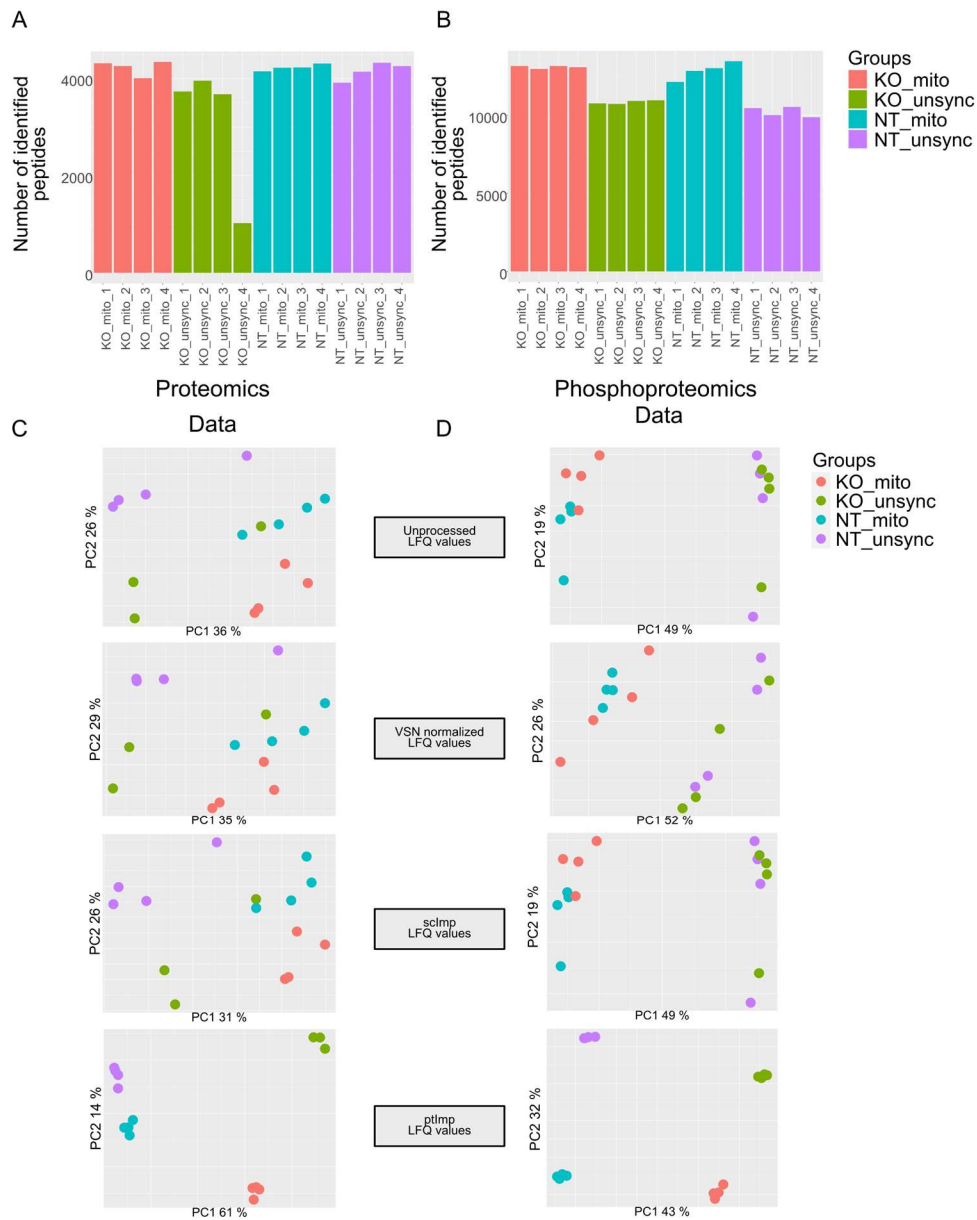 A
Number of identified
peptides
4000
2000
0
KO_mito_1
KO_mito_2
KO_mito_3
KO_mito_4
KO_unsync_1
KO_unsync_2
KO_unsync_3
KO_unsync_4
NT_mito_1
NT_mito_2
NT_mito_3
NT_mito_4
NT_unsync_1
NT_unsync_2
NT_unsync_3
NT_unsync_4
B
Number of identified
peptides
10000
5000
0
KO_mito_1
KO_mito_2
KO_mito_3
KO_mito_4
KO_unsync_1
KO_unsync_2
KO_unsync_3
KO_unsync_4
NT_mito_1
NT_mito_2
NT_mito_3
NT_mito_4
NT_unsync_1
NT_unsync_2
NT_unsync_3
NT_unsync_4
Groups
KO_mito
KO_unsync
NT_mito
NT_unsync
Proteomics
Data
Phosphoproteomics
Data
C
D
Groups
KO_mito
KO_unsync
NT_mito
NT_unsync
PC2 26 %
PC1 36 %
Unprocessed
LFQ values
PC2 19 %
PC1 49 %
PC2 29 %
PC1 35 %
VSN normalized
LFQ values
PC2 26 %
PC1 52 %
PC2 26 %
PC1 31 %
scImp
LFQ values
PC2 19 %
PC1 49 %
PC2 14 %
PC1 61 %
ptImp
LFQ values
PC2 32 %
PC1 43 %